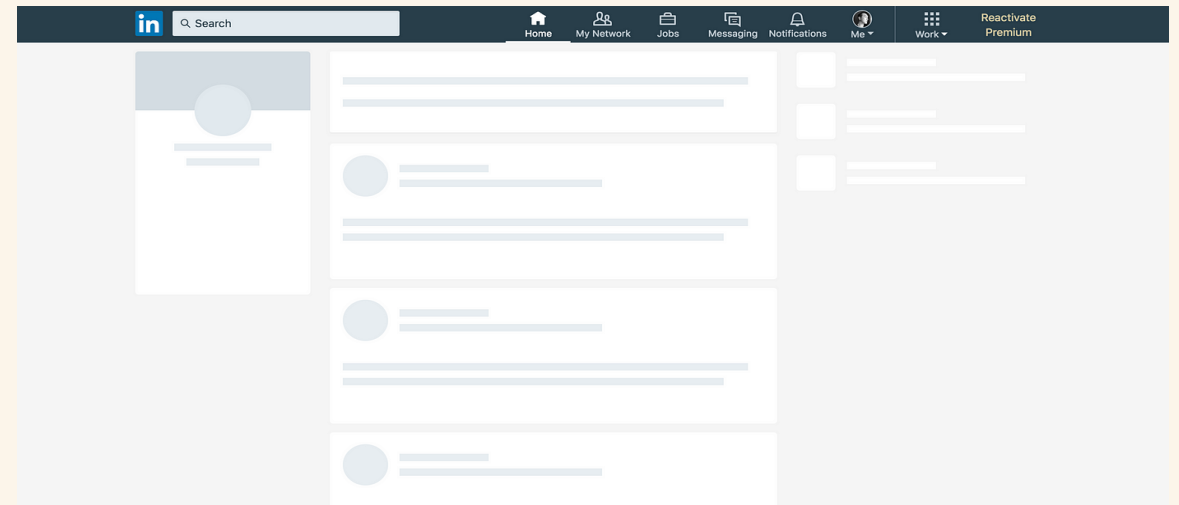 in
Search
Home
My Network
Jobs
Messaging
Notifications
Me
Work
Reactivate
Premium